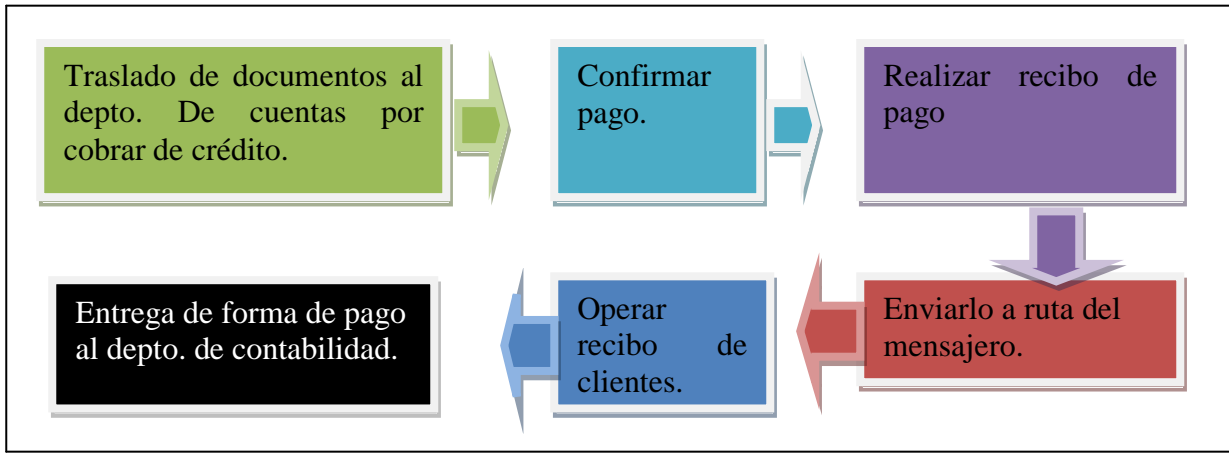 Traslado de documentos al
depto. De cuentas por
cobrar de crédito.
Confirmar
pago.
Realizar recibo de
pago
Enviarlo a ruta del
mensajero.
Operar
recibo de
clientes.
Entrega de forma de pago
al depto. de contabilidad.